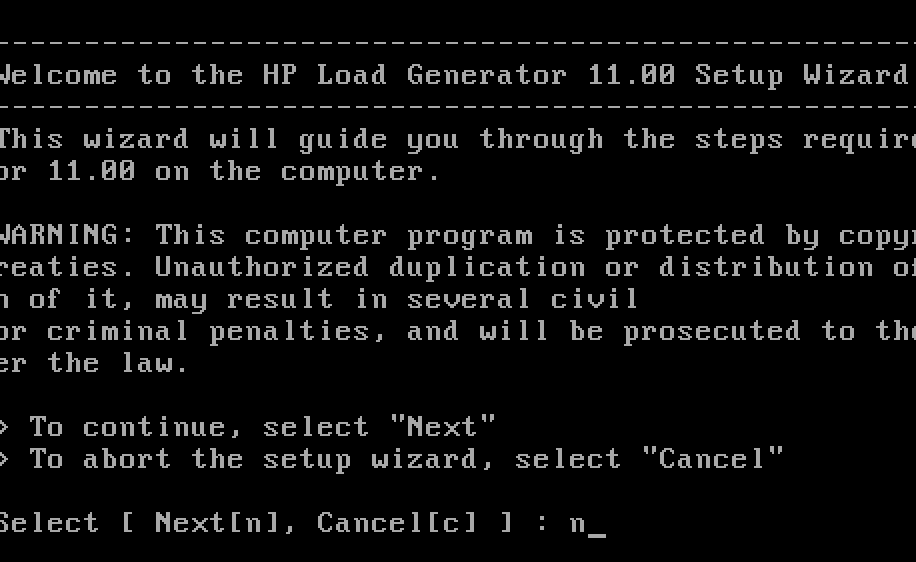 ------------------------------------------------------
Welcome to the HP Load Generator 11.00 Setup Wizard
------------------------------------------------------
This wizard will guide you through the steps require
or 11.00 on the computer.
WARNING: This computer program is protected by copyr
reaties. Unauthorized duplication or distribution of
n of it, may result in several civil
or criminal penalties, and will be prosecuted to the
er the law.
> To continue, select "Next"
> To abort the setup wizard, select "Cancel"
Select [ Next[n], Cancel[c] ] : n_